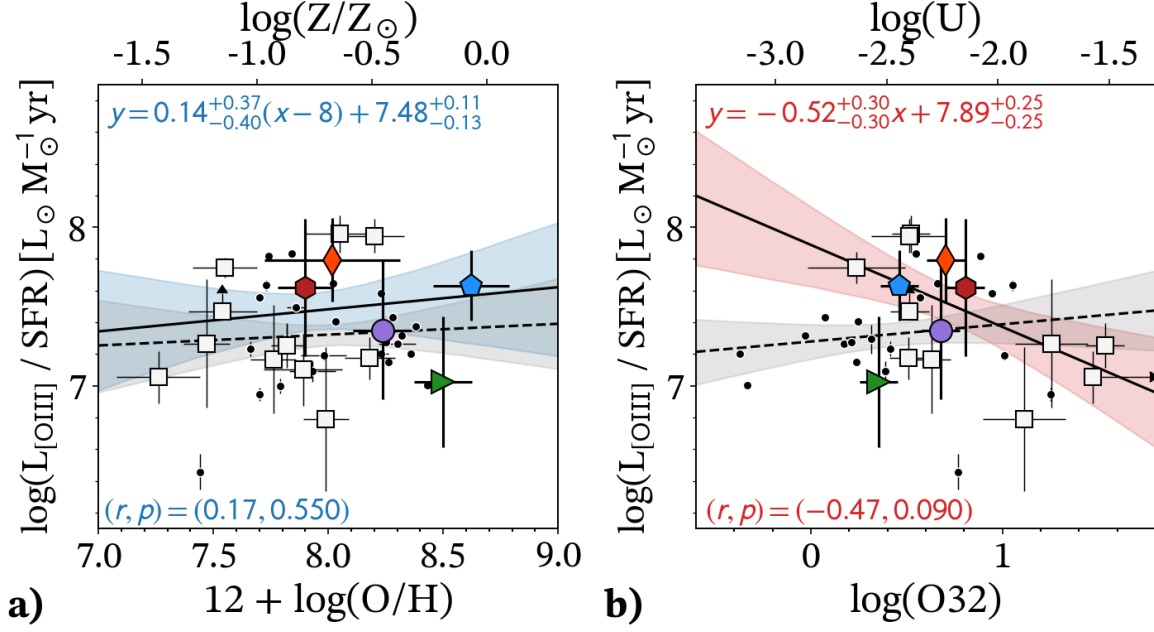 log(Z/Z⊙)
-1.5 -1.0 -0.5 0.0
y = 0.14^{+0.37}_{-0.40}(x − 8) + 7.48^{+0.11}_{-0.13}
log(L[OIII] / SFR) [L⊙ M⊙^{-1} yr]
8
7
(r, p) = (0.17, 0.550)
7.0 7.5 8.0 8.5 9.0
12 + log(O/H)
a)
log(U)
-3.0 -2.5 -2.0 -1.5
y = −0.52^{+0.30}_{-0.30}x + 7.89^{+0.25}_{-0.25}
log(L[OIII] / SFR) [L⊙ M⊙^{-1} yr]
8
7
(r, p) = (−0.47, 0.090)
0 1
log(O32)
b)